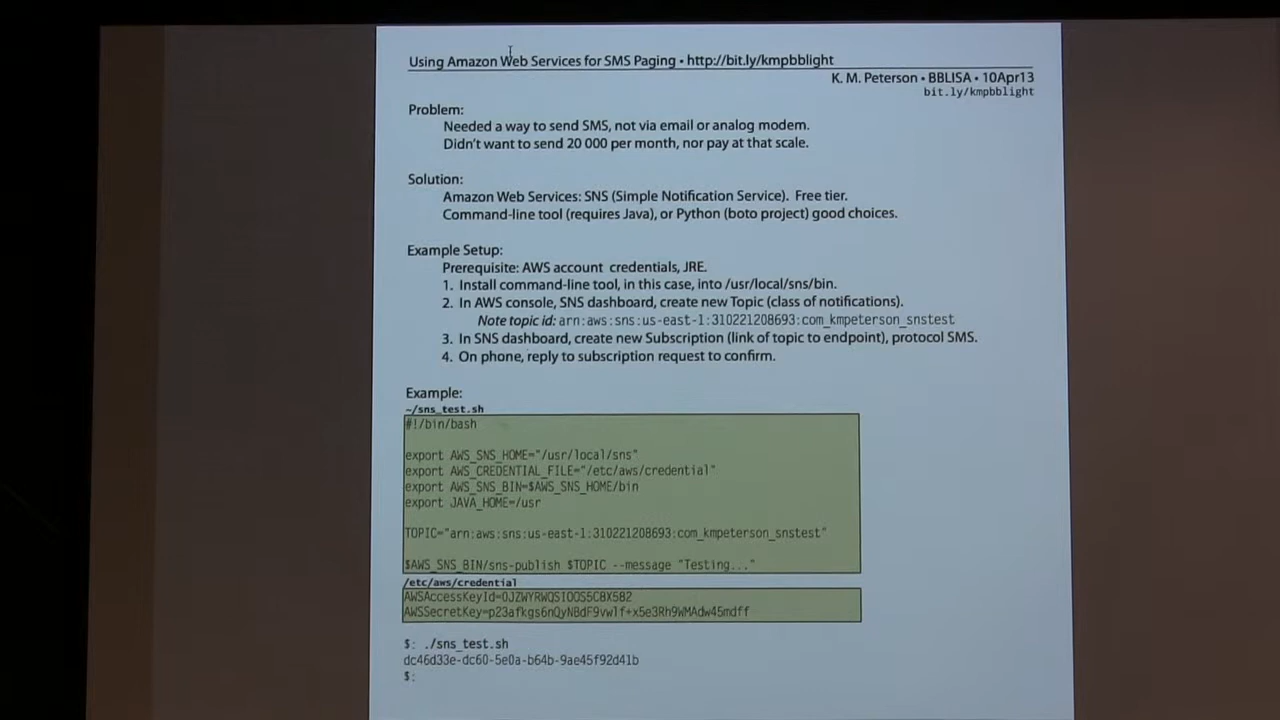 Using Amazon Web Services for SMS Paging • http://bit.ly/kmpbblight
K. M. Peterson • BBLISA • 10Apr13
bit.ly/kmpbblight
Problem:
Needed a way to send SMS, not via email or analog modem.
Didn't want to send 20 000 per month, nor pay at that scale.
Solution:
Amazon Web Services: SNS (Simple Notification Service). Free tier.
Command-line tool (requires Java), or Python (boto project) good choices.
Example Setup:
Prerequisite: AWS account credentials, JRE.
1. Install command-line tool, in this case, into /usr/local/sns/bin.
2. In AWS console, SNS dashboard, create new Topic (class of notifications).
Note topic id: arn:aws:sns:us-east-1:310221208693:com_kmpeterson_snstest
3. In SNS dashboard, create new Subscription (link of topic to endpoint), protocol SMS.
4. On phone, reply to subscription request to confirm.
Example:
~/sns_test.sh
#!/bin/bash
export AWS_SNS_HOME="/usr/local/sns"
export AWS_CREDENTIAL_FILE="/etc/aws/credential"
export AWS_SNS_BIN=$AWS_SNS_HOME/bin
export JAVA_HOME=/usr
TOPIC="arn:aws:sns:us-east-1:310221208693:com_kmpeterson_snstest"
$AWS_SNS_BIN/sns-publish $TOPIC --message "Testing..."
/etc/aws/credential
AWSAccessKeyId=
AWSSecretKey=
$: ./sns_test.sh
dc46d33e-dc60-5e0a-b64b-9ae45f92d41b
$: